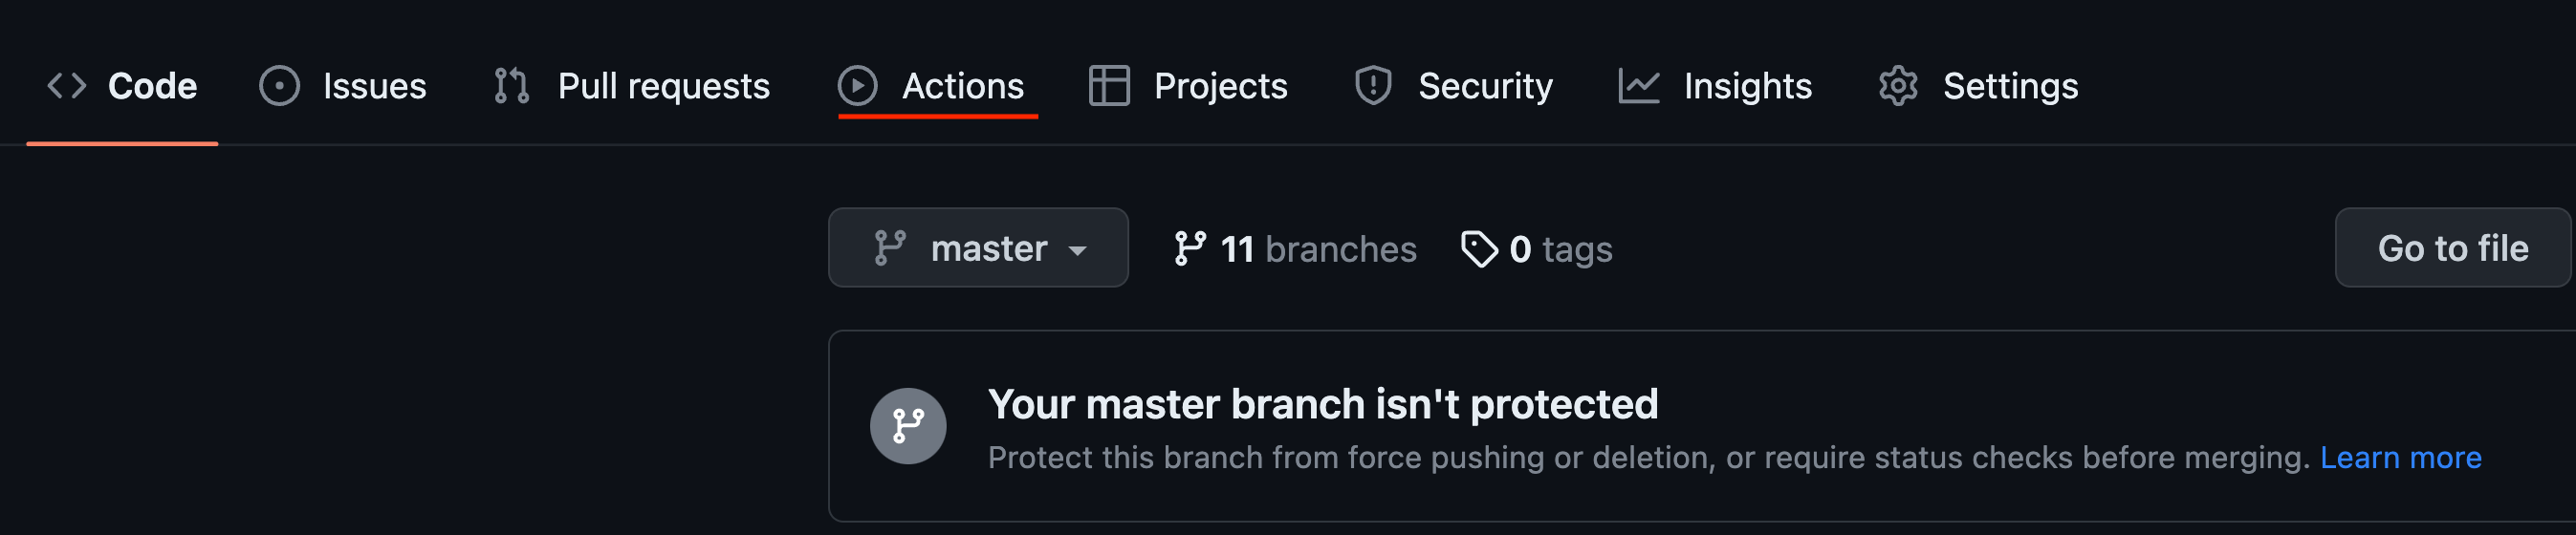 Code Issues Pull requests Actions Projects Security Insights Settings
master 11 branches 0 tags Go to file
Your master branch isn't protected
Protect this branch from force pushing or deletion, or require status checks before merging. Learn more